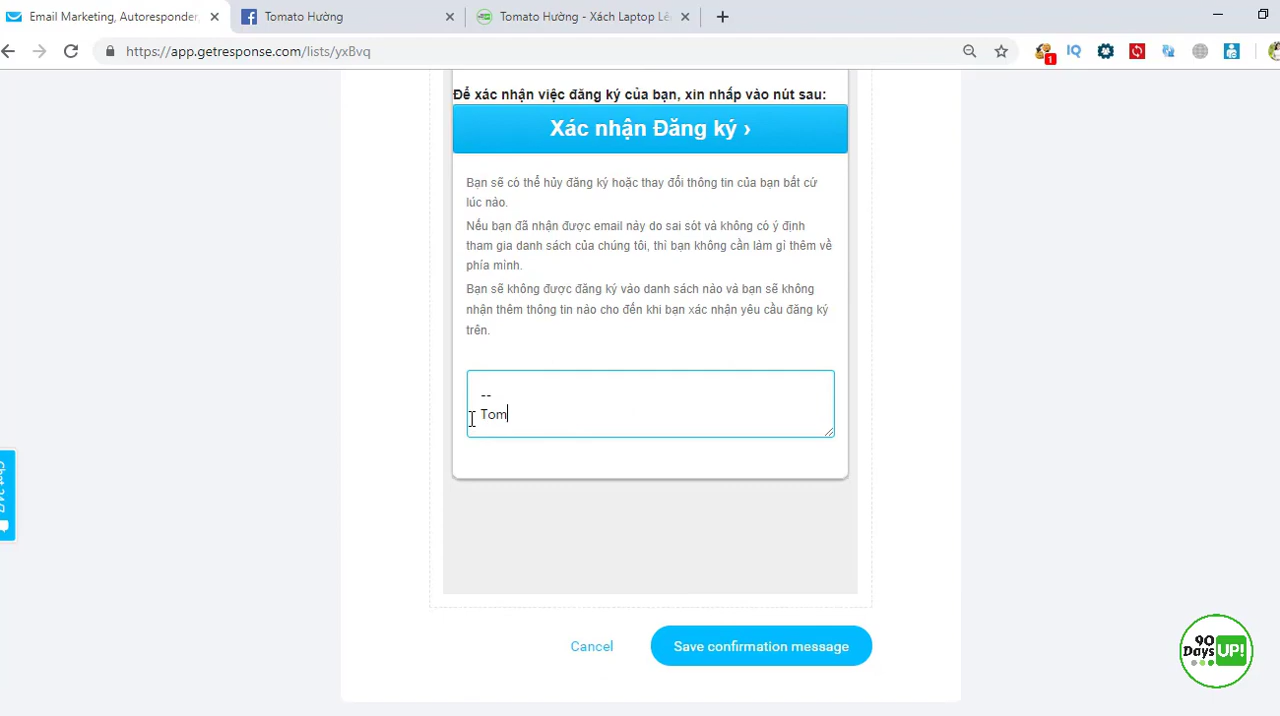 Email Marketing, Autoresponder,
Tomato Hường
Tomato Hường - Xách Laptop Lê
https://app.getresponse.com/lists/yxBvq
1
IQ
Để xác nhận việc đăng ký của bạn, xin nhấp vào nút sau:
Xác nhận Đăng ký ›
Bạn sẽ có thể hủy đăng ký hoặc thay đổi thông tin của bạn bất cứ
lúc nào.
Nếu bạn đã nhận được email này do sai sót và không có ý định
tham gia danh sách của chúng tôi, thì bạn không cần làm gì thêm về
phía mình.
Bạn sẽ không được đăng ký vào danh sách nào và bạn sẽ không
nhận thêm thông tin nào cho đến khi bạn xác nhận yêu cầu đăng ký
trên.
--
Tom
Chat 24/7
Cancel
Save confirmation message
90
Days UP!